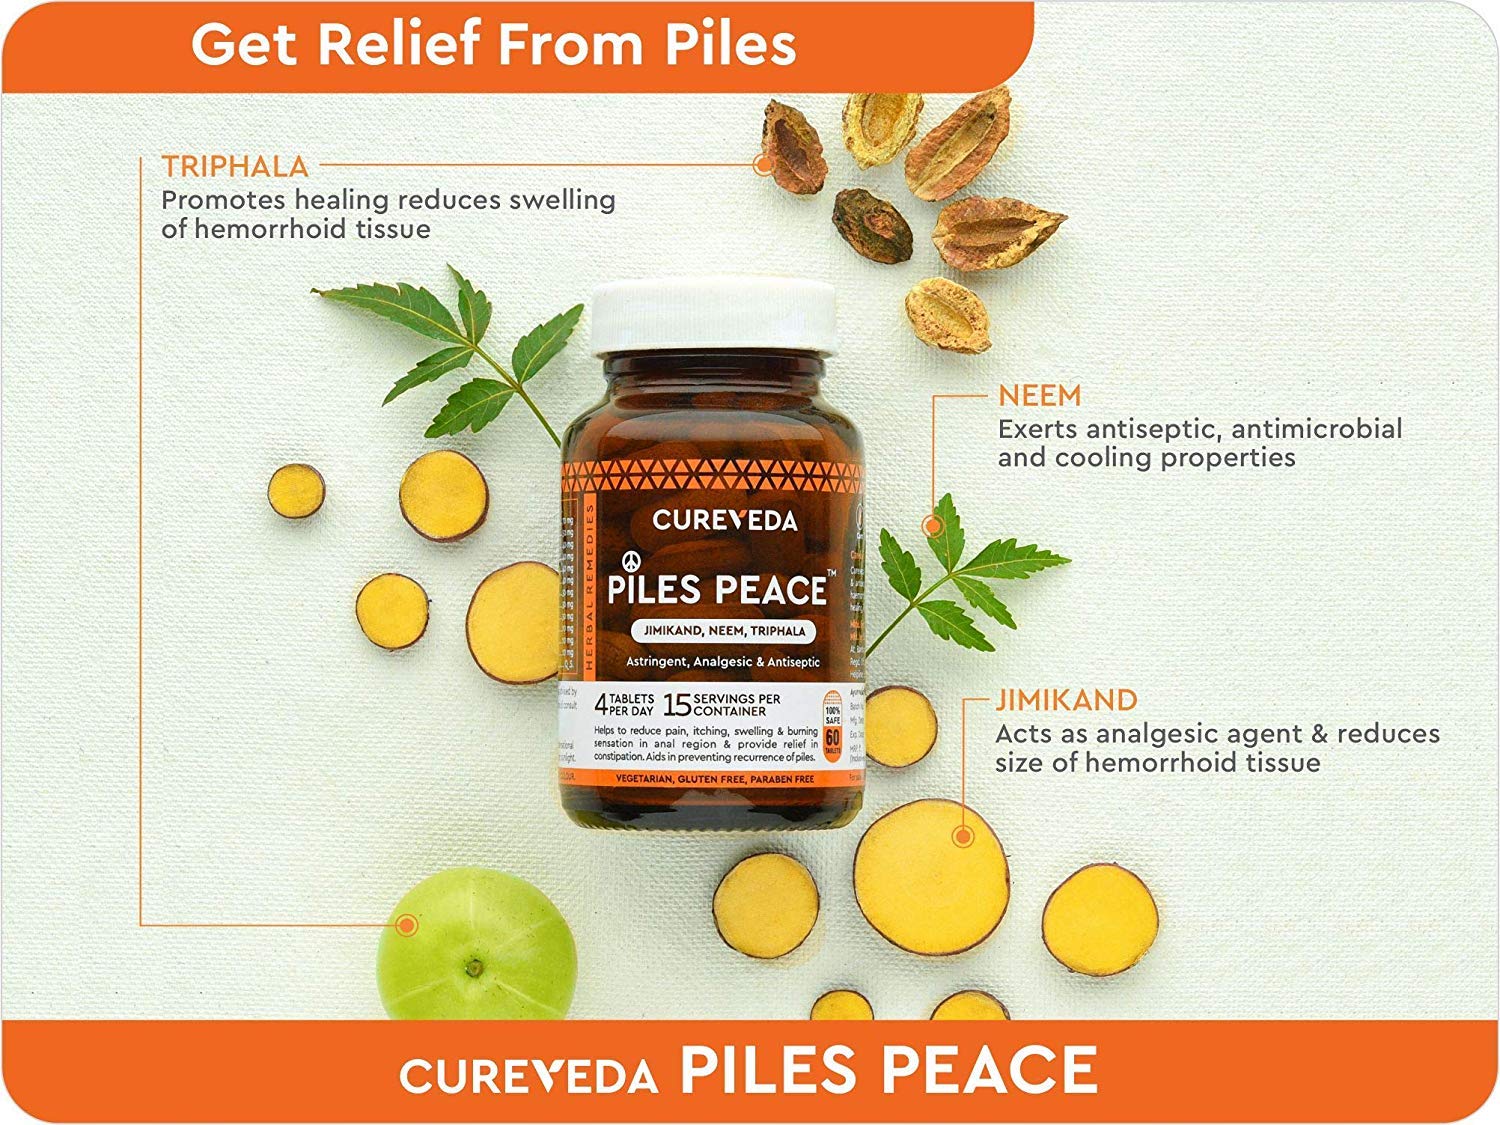 Get Relief From Piles
TRIPHALA
Promotes healing reduces swelling
of hemorrhoid tissue
NEEM
Exerts antiseptic, antimicrobial
and cooling properties
CUREVEDA
PILES PEACE™
HERBAL REMEDIES
JIMIKAND, NEEM, TRIPHALA
Astringent, Analgesic & Antiseptic
4 TABLETS PER DAY 15 SERVINGS PER CONTAINER
100% SAFE
60 TABLETS
Helps to reduce pain, itching, swelling & burning
sensation in anal region & provide relief in
constipation. Aids in preventing recurrence of piles.
VEGETARIAN, GLUTEN FREE, PARABEN FREE
JIMIKAND
Acts as analgesic agent & reduces
size of hemorrhoid tissue
CUREVEDA PILES PEACE